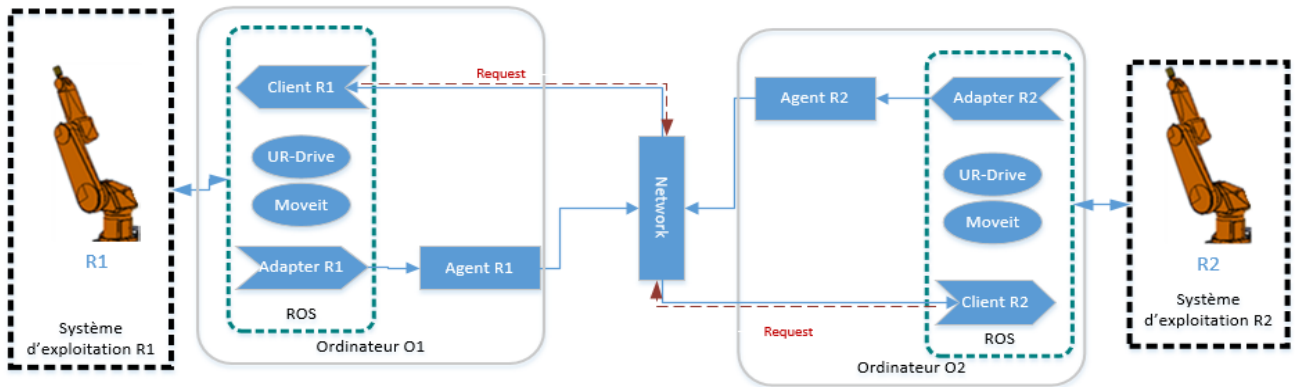 R1
Système
d'exploitation R1
Client R1
UR-Drive
Moveit
Adapter R1
ROS
Agent R1
Ordinateur O1
Request
Network
Request
Agent R2
Adapter R2
UR-Drive
Moveit
Client R2
ROS
Ordinateur O2
R2
Système
d'exploitation R2